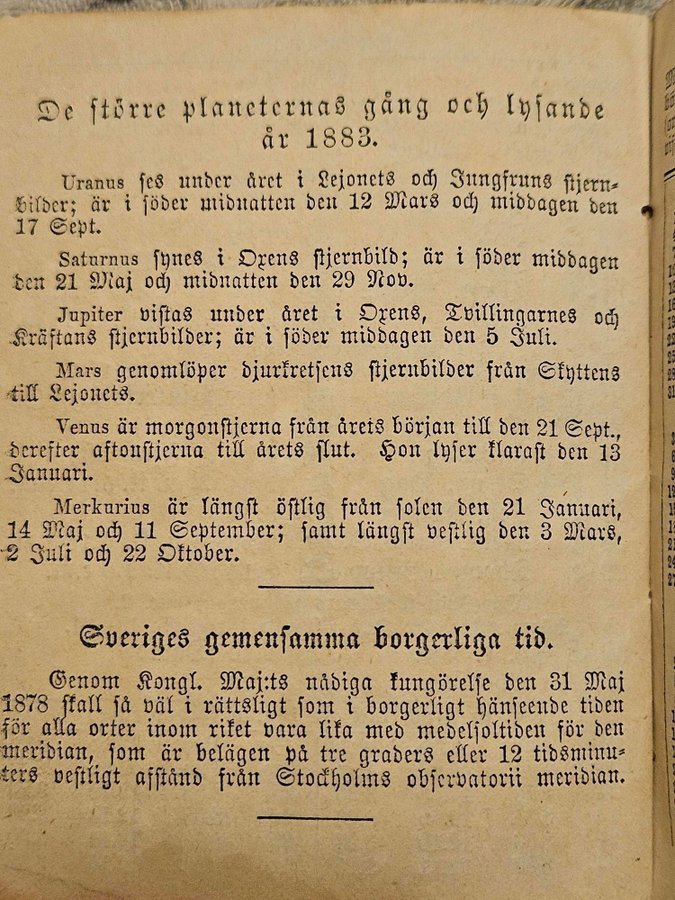 De större planeternas gång och lysande
år 1883.
Uranus ses under året i Lejonets och Jungfruns stjern-
bilder; är i söder midnatten den 12 Mars och middagen den
17 Sept.
Saturnus synes i Oxens stjernbild; är i söder middagen
den 21 Maj och midnatten den 29 Nov.
Jupiter vistas under året i Oxens, Tvillingarnes och
Kräftans stjernbilder; är i söder middagen den 5 Juli.
Mars genomlöper djurkretsens stjernbilder från Skyttens
till Lejonets.
Venus är morgonstjerna från årets början till den 21 Sept.,
derefter aftonstjerna till årets slut. Hon lyser klarast den 13
Januari.
Merkurius är längst östlig från solen den 21 Januari,
14 Maj och 11 September; samt längst vestlig den 3 Mars,
2 Juli och 22 Oktober.
Sveriges gemensamma borgerliga tid.
Genom Kongl. Maj:ts nådiga kungörelse den 31 Maj
1878 skall så väl i rättsligt som i borgerligt hänseende tiden
för alla orter inom riket vara lika med medelsoltiden för den
meridian, som är belägen på tre graders eller 12 tidsminu-
ters vestligt afstånd från Stockholms observatorii meridian.